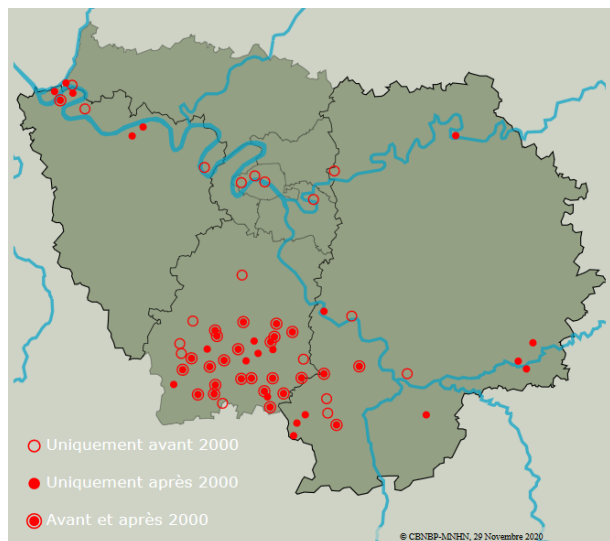 Uniquement avant 2000
Uniquement après 2000
Avant et après 2000
© CBNBP-MNHN, 29 Novembre 2020